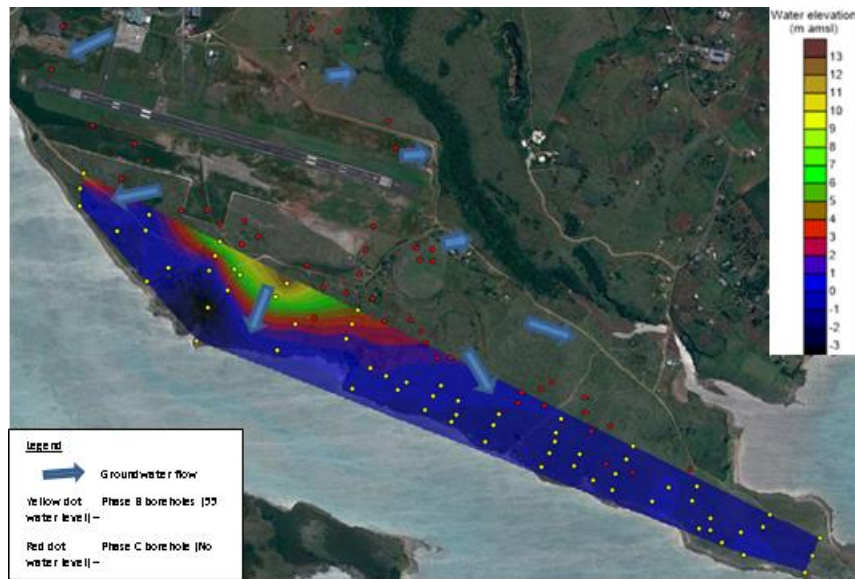 Water elevation
(m amsl)
13
12
11
10
9
8
7
6
5
4
3
2
1
0
-1
-2
-3
Legend
Groundwater flow
Yellow dot Phase B boreholes (55
water level) –
Red dot Phase C borehole (No
water level) –